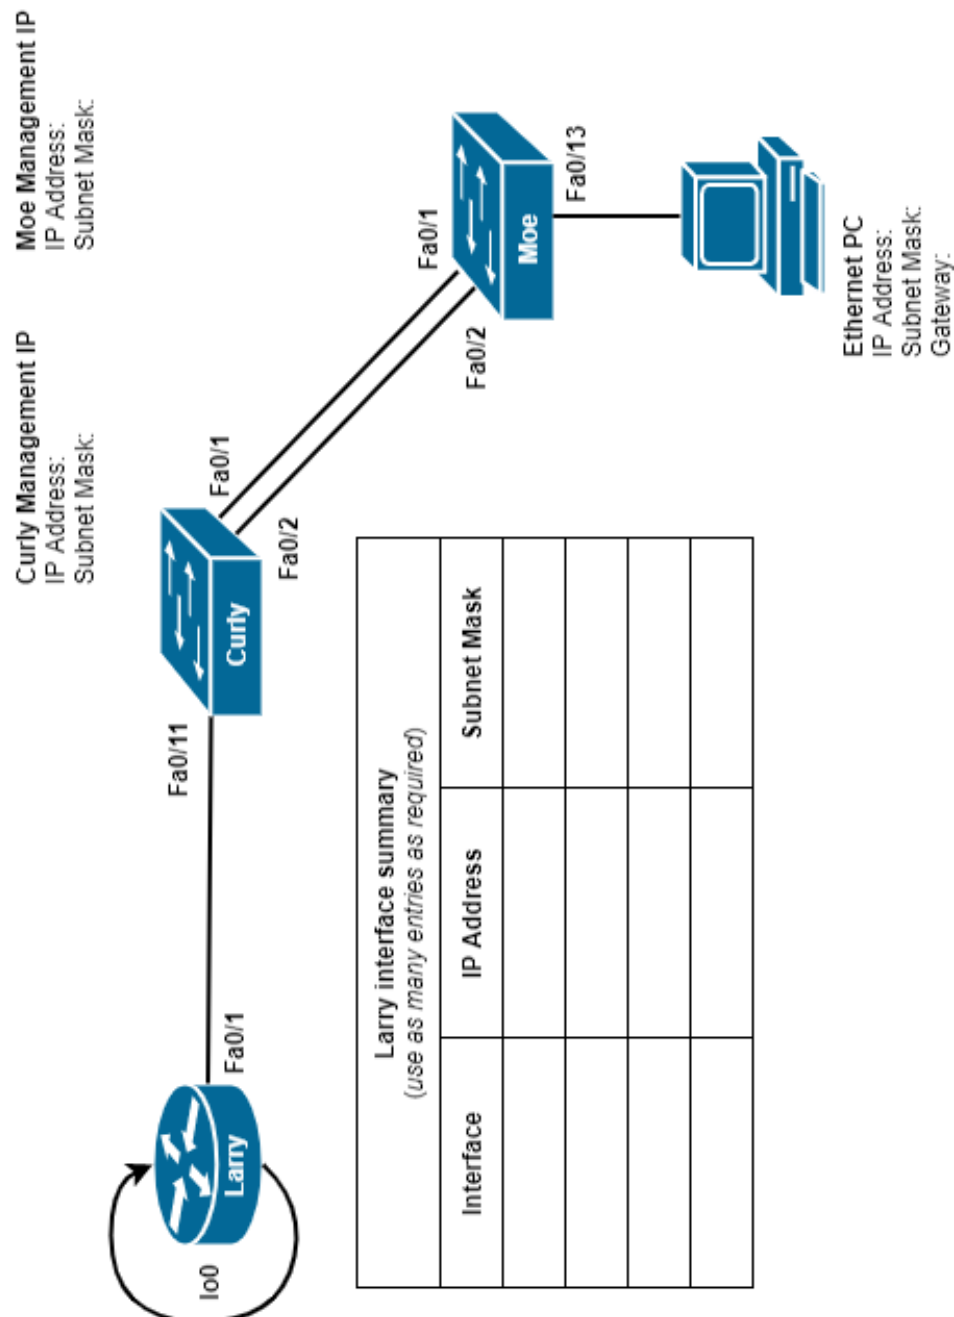 Moe Management IP
IP Address:
Subnet Mask:
Curly Management IP
IP Address:
Subnet Mask:
lo0
Larry
Fa0/1
Fa0/11
Curly
Fa0/1
Fa0/2
Fa0/1
Fa0/2
Moe
Fa0/13
Ethernet PC
IP Address:
Subnet Mask:
Gateway:
Larry interface summary
(use as many entries as required)
Interface IP Address Subnet Mask